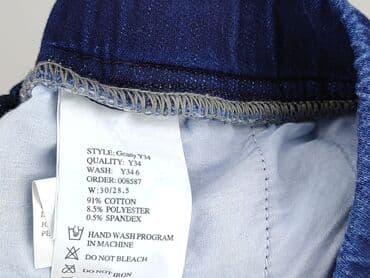 STYLE: Granny Y34
QUALITY: Y34
WASH: Y34 6
ORDER: 008587
W:30/28.5
91% COTTON
8.5% POLYESTER
0.5% SPANDEX
HAND WASH PROGRAM
IN MACHINE
DO NOT BLEACH
DO NOT IRON